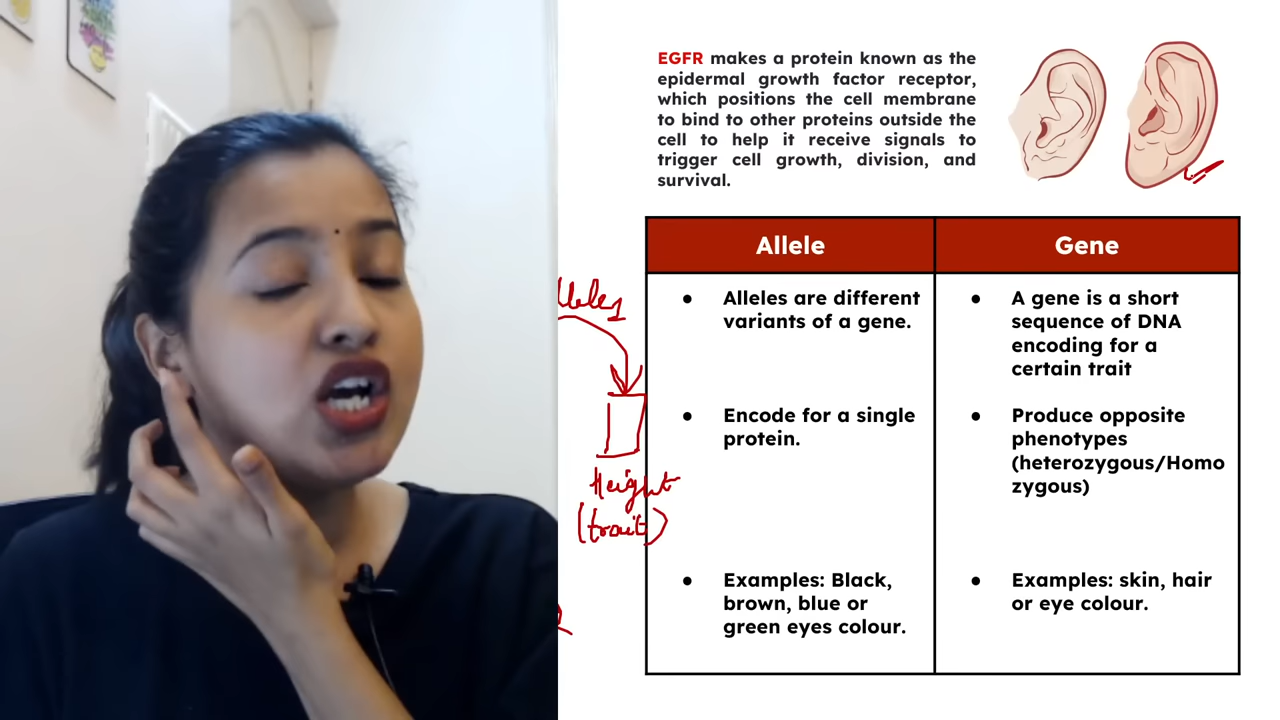 EGFR makes a protein known as the
epidermal growth factor receptor,
which positions the cell membrane
to bind to other proteins outside the
cell to help it receive signals to
trigger cell growth, division, and
survival.
Allele
Gene
Alleles are different
variants of a gene.
A gene is a short
sequence of DNA
encoding for a
certain trait
Encode for a single
protein.
Produce opposite
phenotypes
(heterozygous/Homo
zygous)
Examples: Black,
brown, blue or
green eyes colour.
Examples: skin, hair
or eye colour.
Height
(trait)